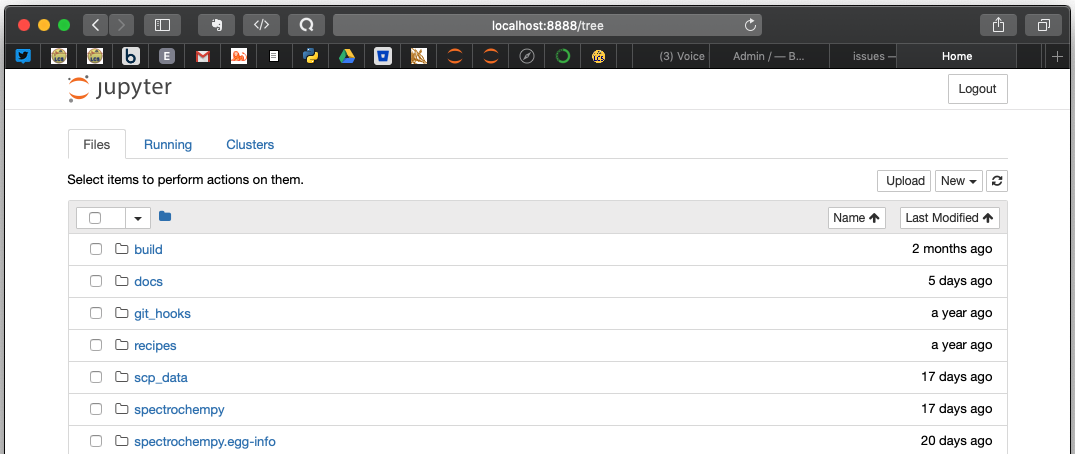 localhost:8888/tree
(3) Voice Admin / — B... issues — Home
jupyter Logout
Files Running Clusters
Select items to perform actions on them. Upload New
Name Last Modified
build 2 months ago
docs 5 days ago
git_hooks a year ago
recipes a year ago
scp_data 17 days ago
spectrochempy 17 days ago
spectrochempy.egg-info 20 days ago